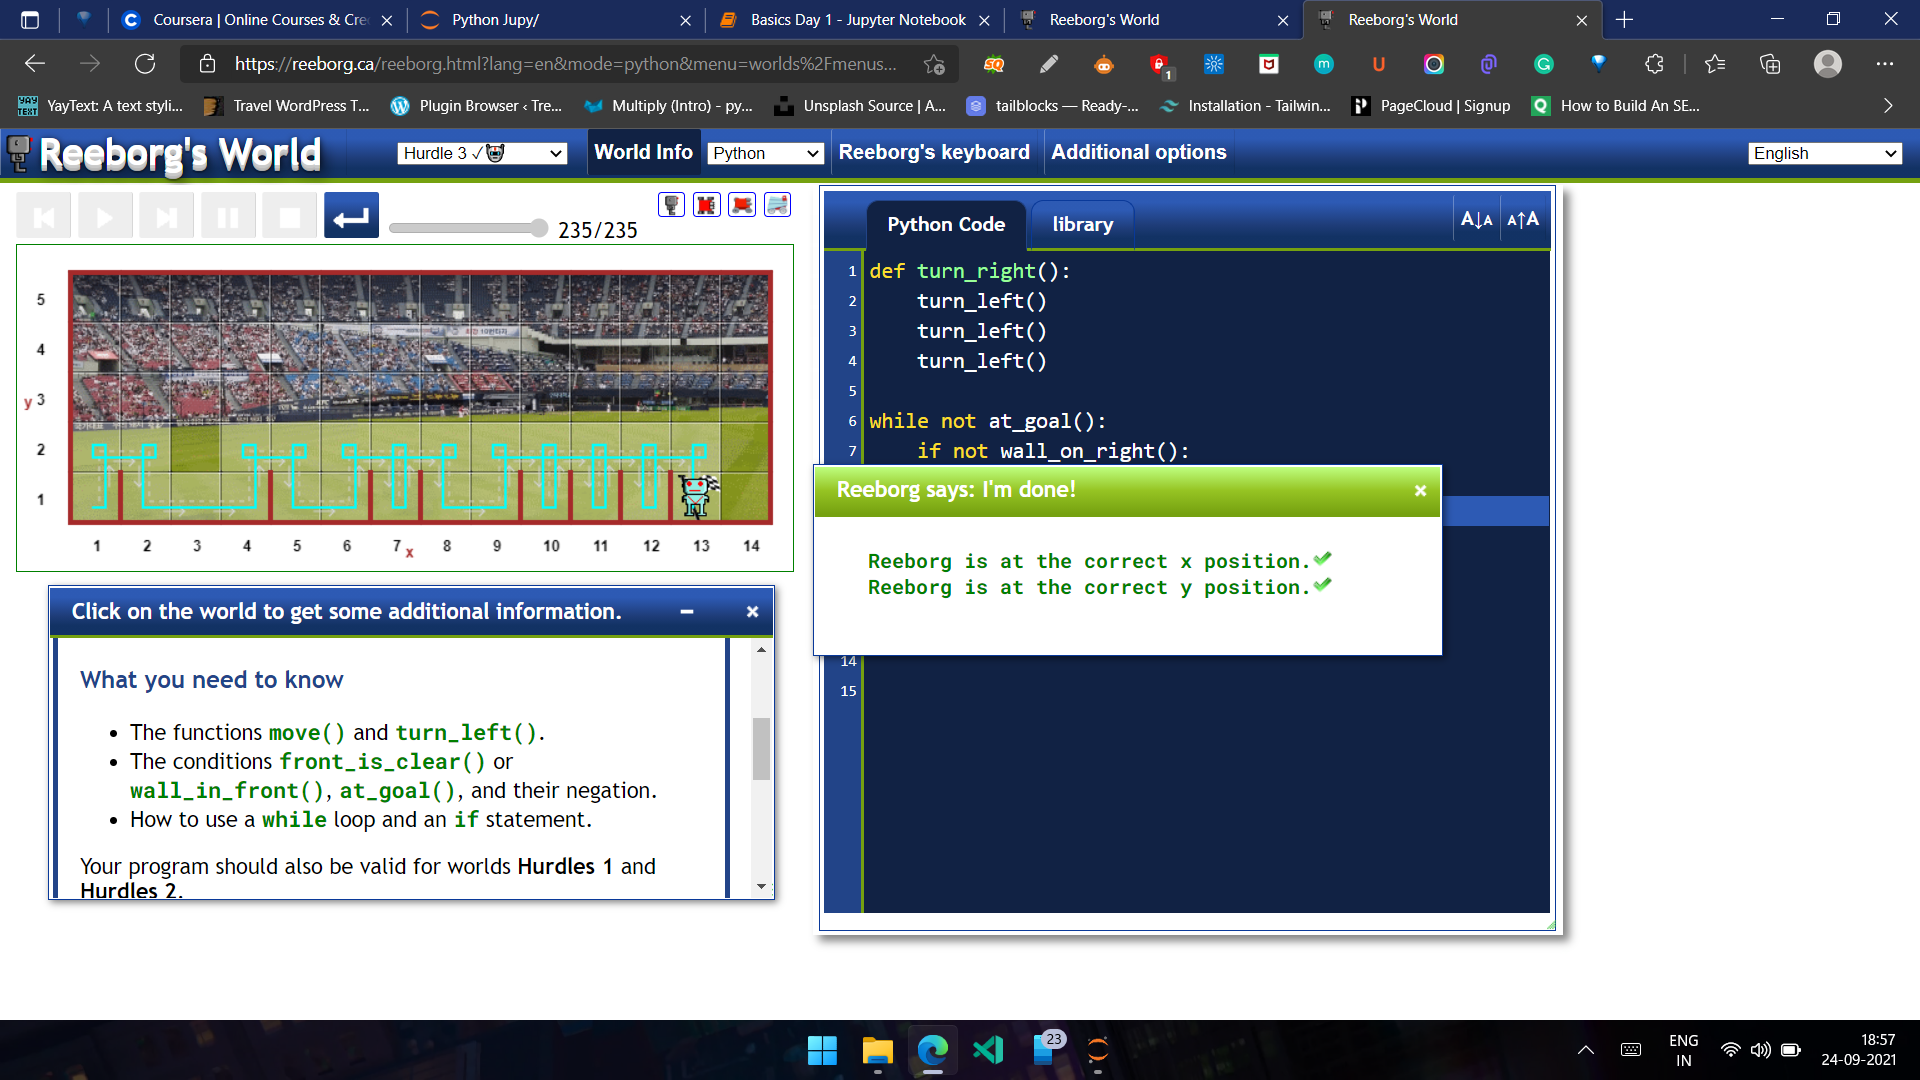 Coursera | Online Courses & Cre
Python Jupy/
Basics Day 1 - Jupyter Notebook
Reeborg's World
Reeborg's World
https://reeborg.ca/reeborg.html?lang=en&mode=python&menu=worlds%2Fmenus...
1
YayText: A text styli...
Travel WordPress T...
Plugin Browser ‹ Tre...
Multiply (Intro) - py...
Unsplash Source | A...
tailblocks — Ready-...
Installation - Tailwin...
PageCloud | Signup
How to Build An SE...
Reeborg's World
Hurdle 3 ✓
World Info
Python
Reeborg's keyboard
Additional options
English
235/235
5
4
y 3
2
1
1 2 3 4 5 6 7 x 8 9 10 11 12 13 14
Click on the world to get some additional information.
What you need to know
• The functions move() and turn_left().
• The conditions front_is_clear() or
wall_in_front(), at_goal(), and their negation.
• How to use a while loop and an if statement.
Your program should also be valid for worlds Hurdles 1 and
Hurdles 2.
Python Code
library
A↓A A↑A
1 def turn_right():
2 turn_left()
3 turn_left()
4 turn_left()
5
6 while not at_goal():
7 if not wall_on_right():
Reeborg says: I'm done!
Reeborg is at the correct x position.
Reeborg is at the correct y position.
14
15
23
ENG
IN
18:57
24-09-2021